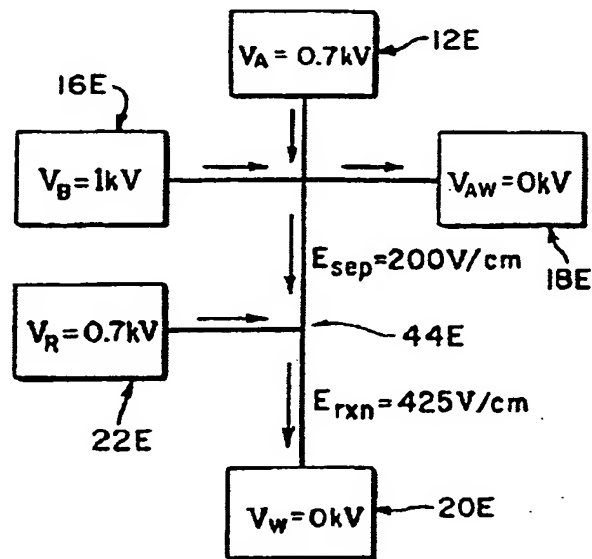 12E
V_A = 0.7kV
16E
V_B = 1kV
V_AW = 0kV
18E
E_sep = 200V/cm
V_R = 0.7kV
44E
22E
E_rxn = 425V/cm
V_W = 0kV
20E